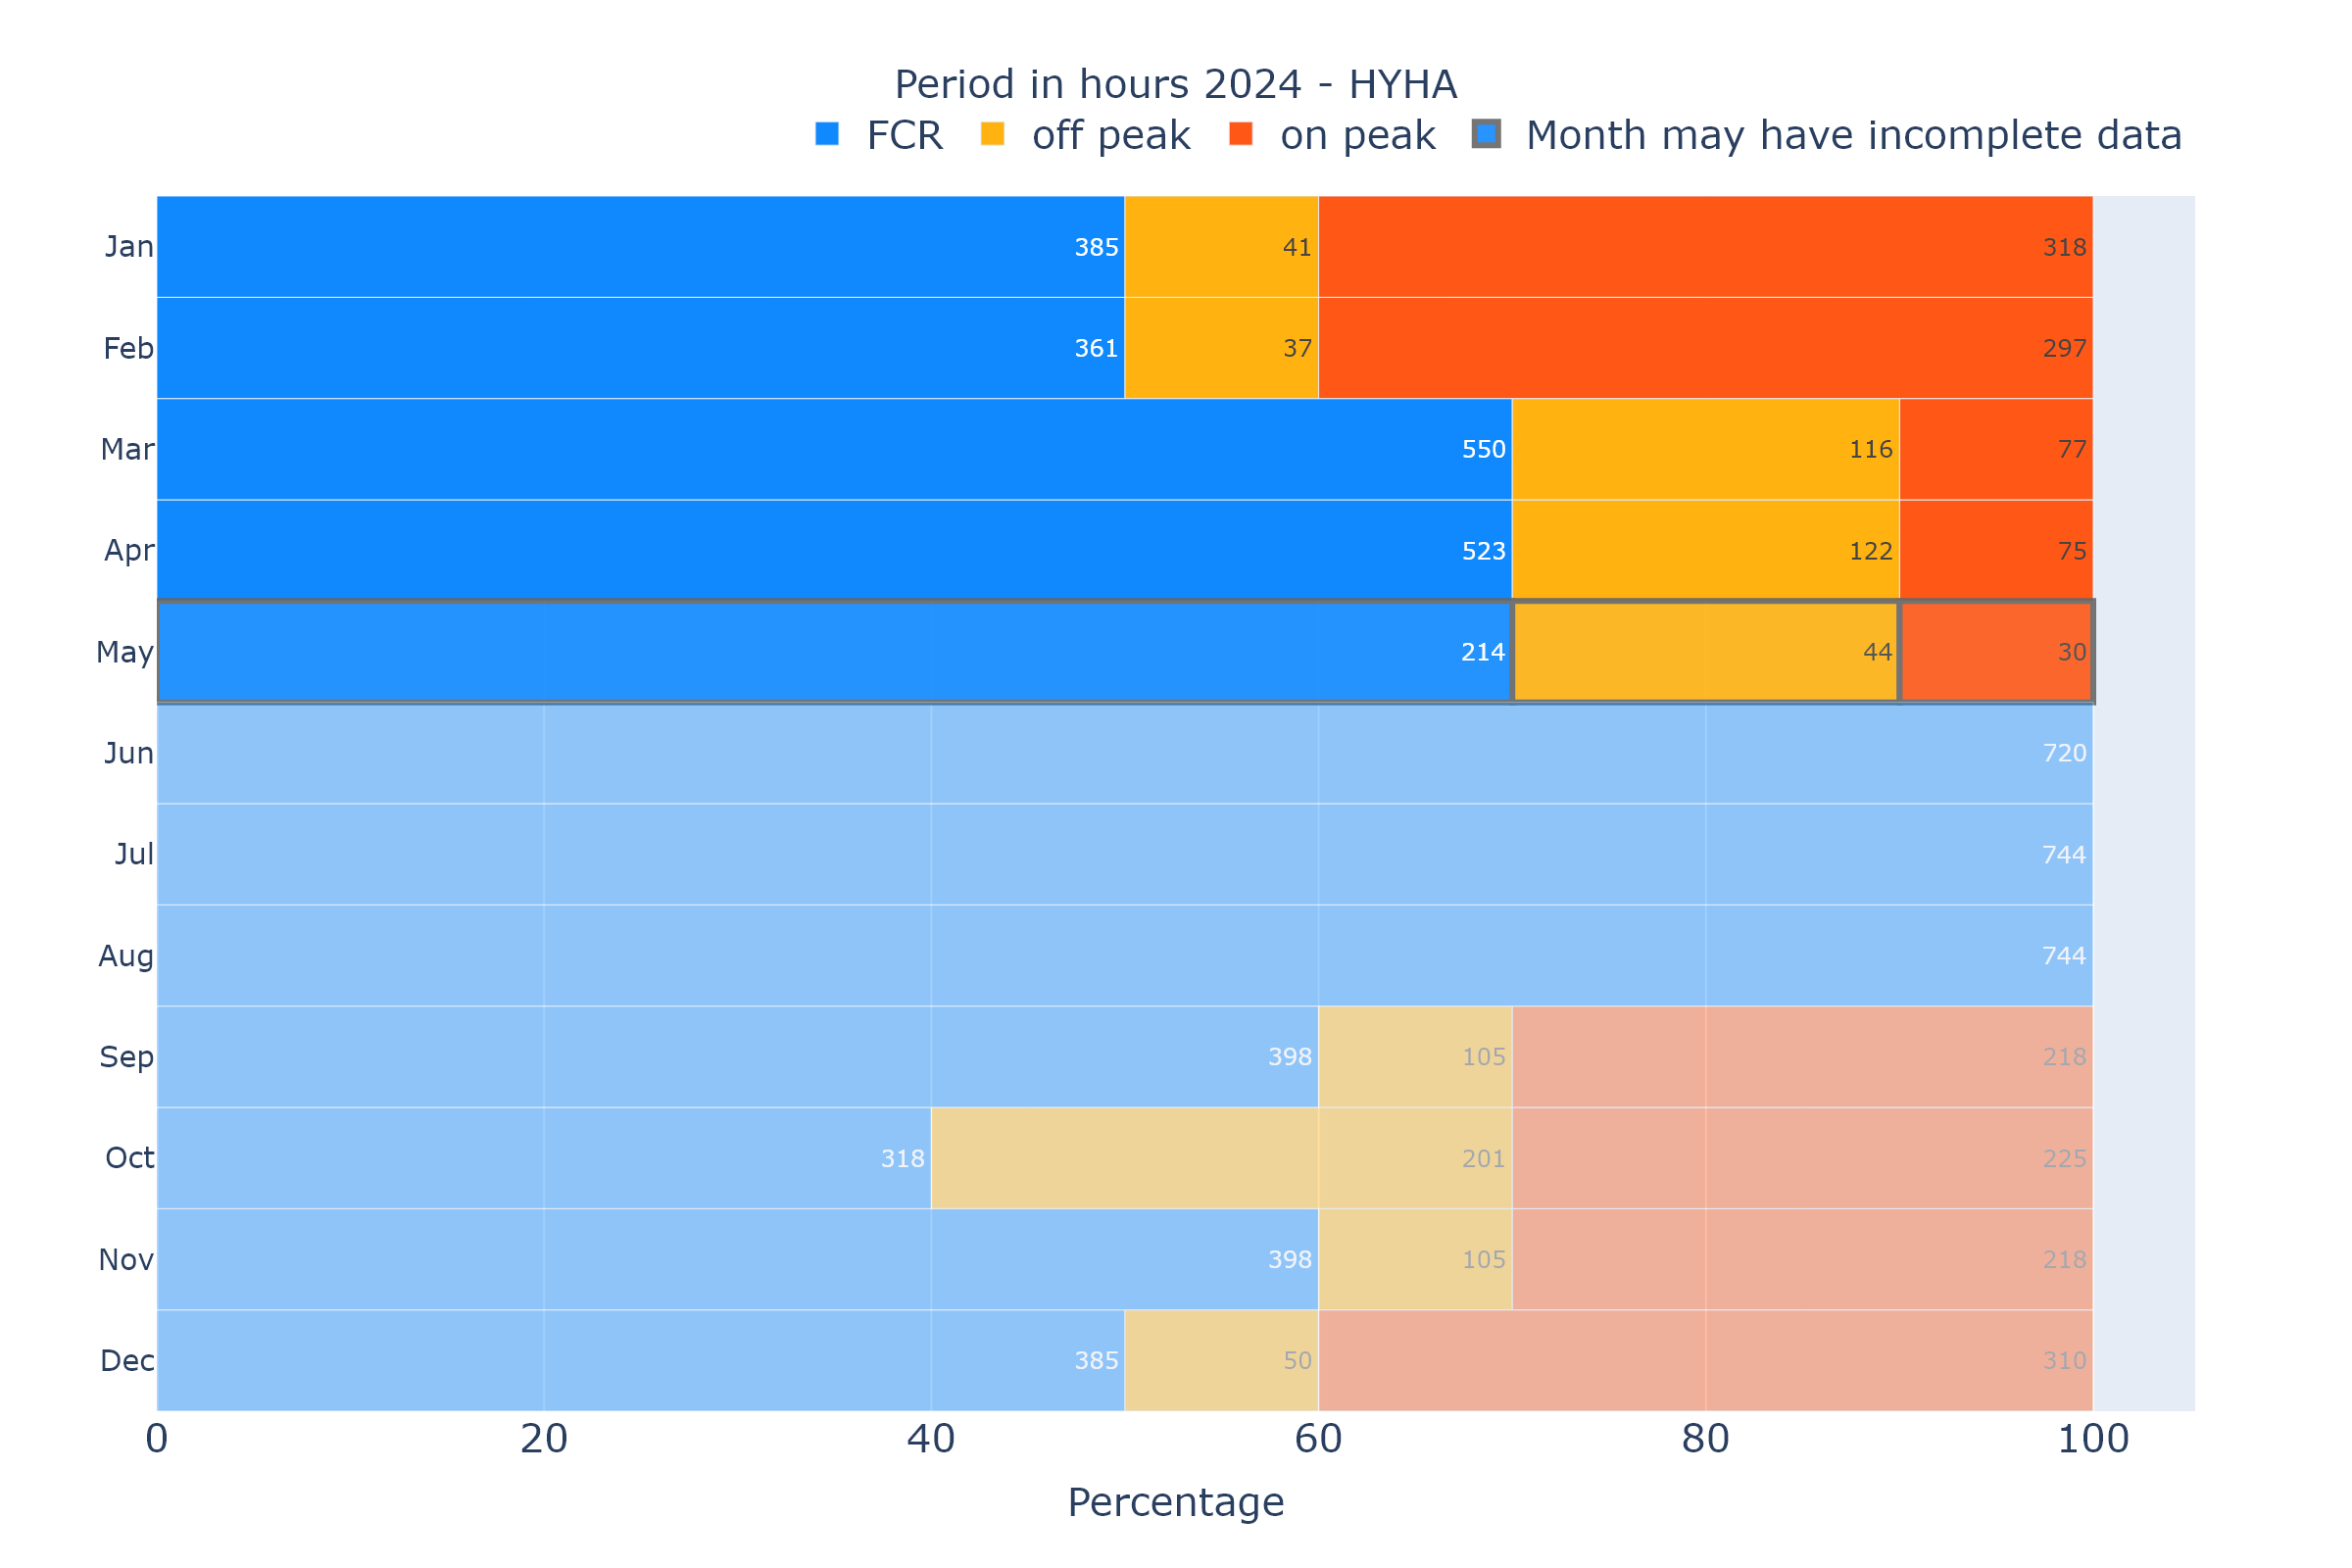 Period in hours 2024 - HYHA
FCR off peak on peak Month may have incomplete data
Jan 385 41 318
Feb 361 37 297
Mar 550 116 77
Apr 523 122 75
May 214 44 30
Jun 720
Jul 744
Aug 744
Sep 398 105 218
Oct 318 201 225
Nov 398 105 218
Dec 385 50 310
0 20 40 60 80 100
Percentage